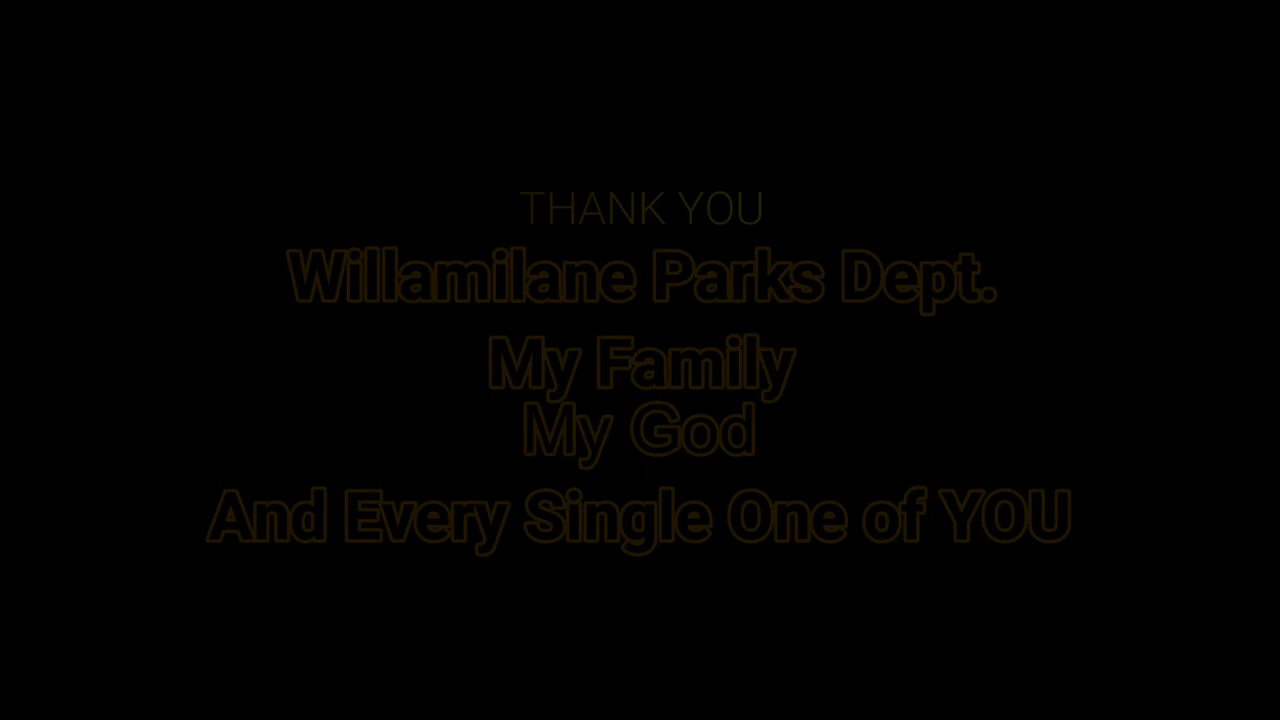 THANK YOU
Willamilane Parks Dept.
My Family
My God
And Every Single One of YOU